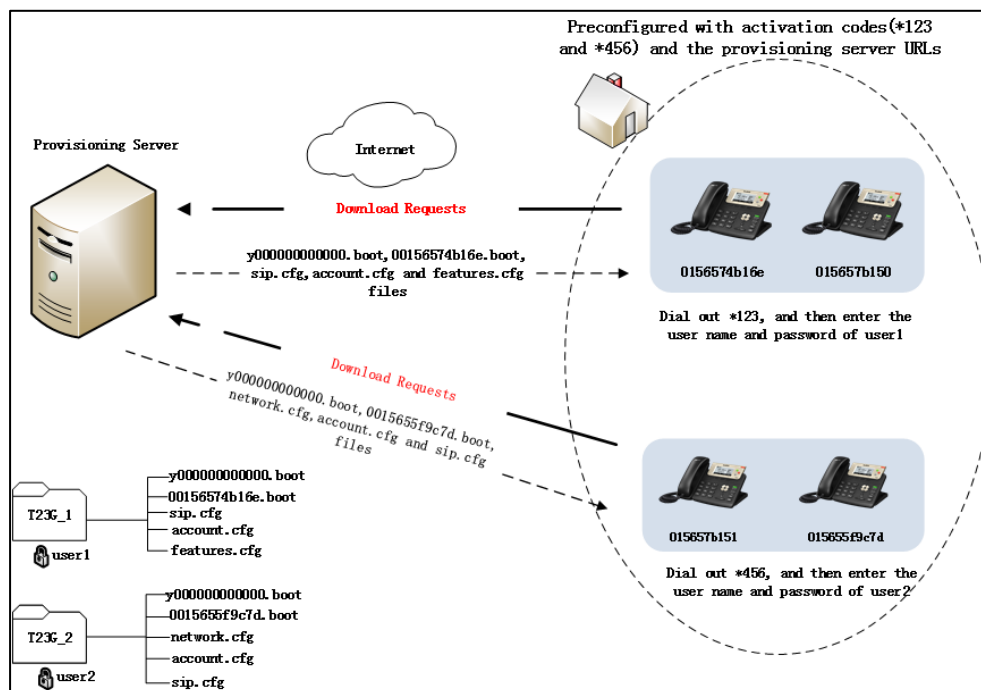 Preconfigured with activation codes(*123
and *456) and the provisioning server URLs
Provisioning Server
Internet
Download Requests
y000000000000.boot,00156574b16e.boot,
sip.cfg,account.cfg and features.cfg
files
0156574b16e
015657b150
Dial out *123, and then enter the
user name and password of user1
Download Requests
y000000000000.boot,0015655f9c7d.boot,
network.cfg,account.cfg and sip.cfg
files
015657b151
015655f9c7d
Dial out *456, and then enter the
user name and password of user2
T23G_1
user1
y000000000000.boot
00156574b16e.boot
sip.cfg
account.cfg
features.cfg
T23G_2
user2
y000000000000.boot
0015655f9c7d.boot
network.cfg
account.cfg
sip.cfg